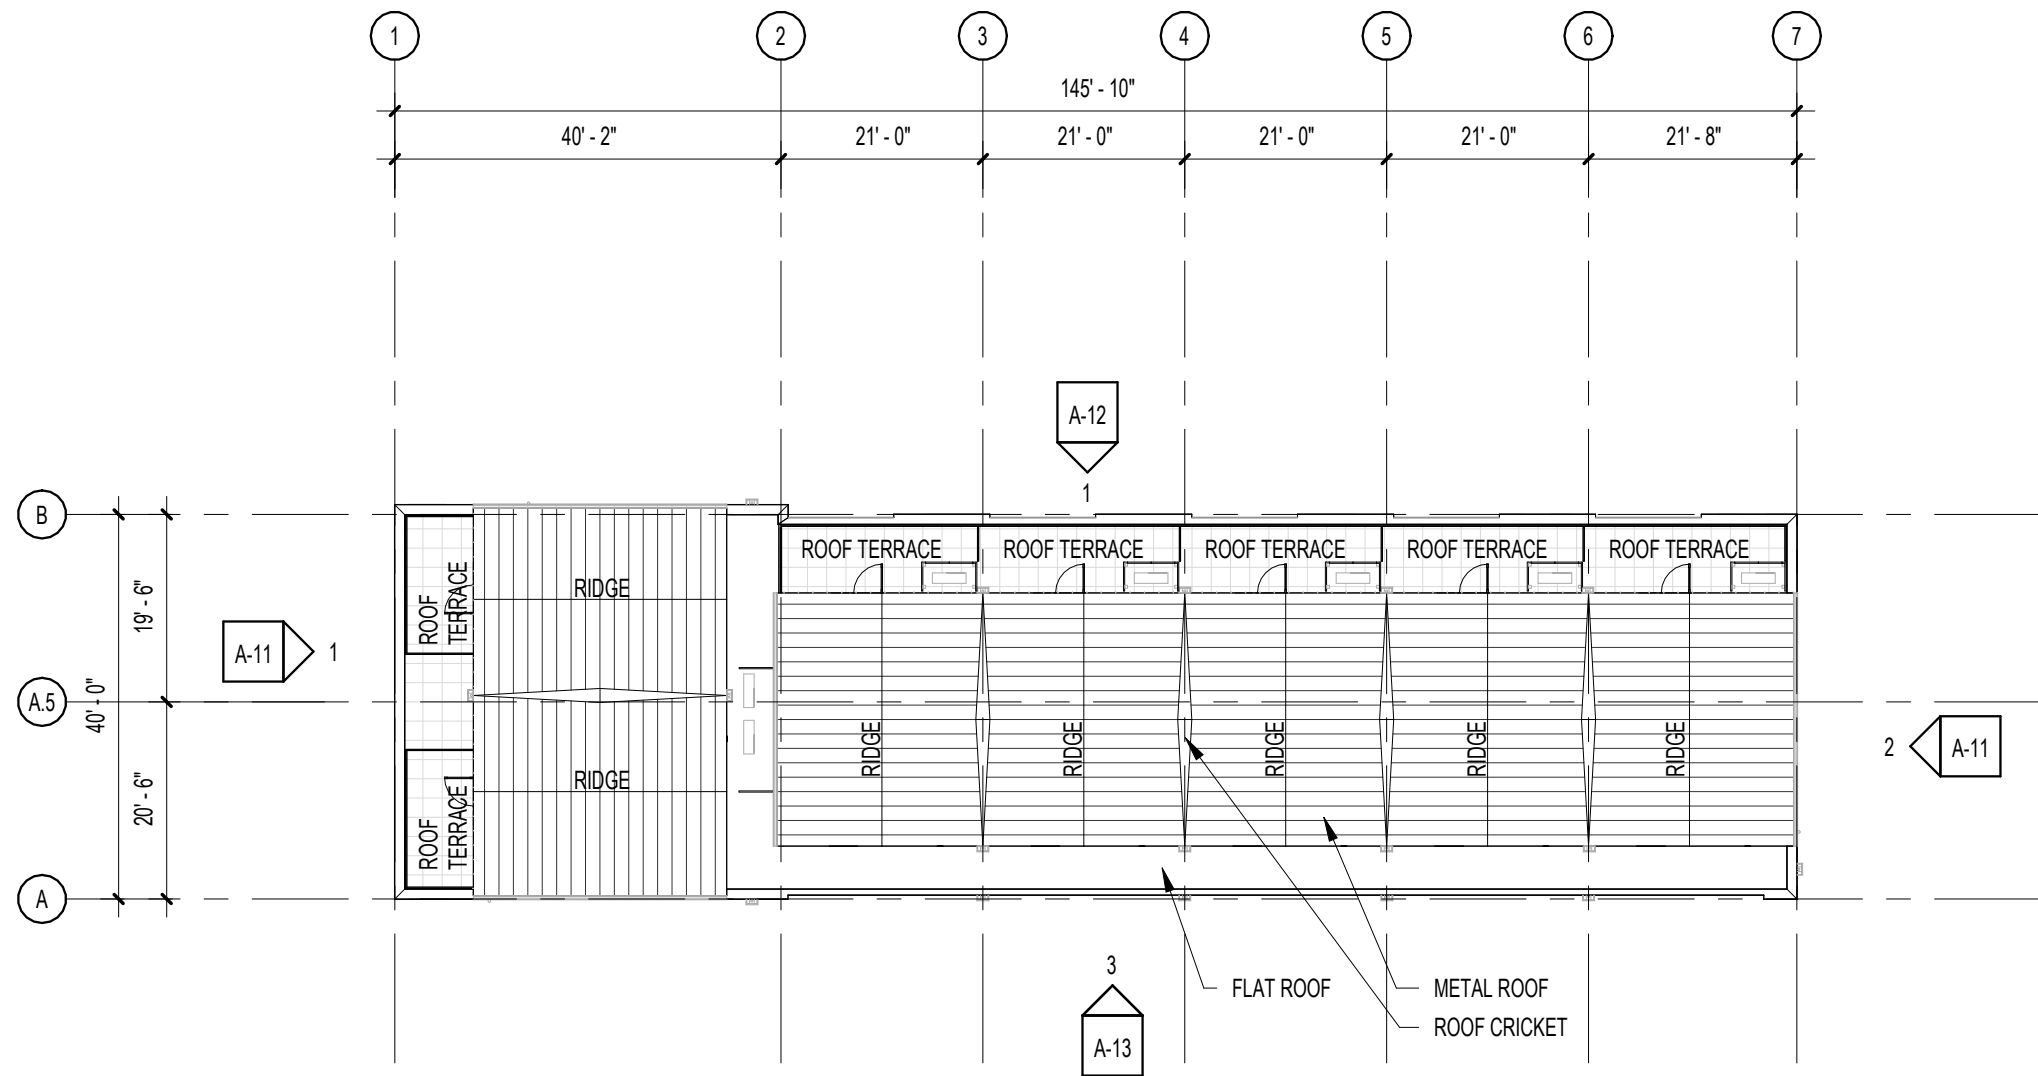 1
2
3
4
5
6
7
145' - 10"
40' - 2"
21' - 0"
21' - 0"
21' - 0"
21' - 0"
21' - 8"
A-12
1
B
ROOF TERRACE
ROOF TERRACE
ROOF TERRACE
ROOF TERRACE
ROOF TERRACE
ROOF
TERRACE
RIDGE
19' - 6"
A-11
1
A.5
40' - 0"
RIDGE
RIDGE
RIDGE
RIDGE
RIDGE
2
A-11
RIDGE
20' - 6"
ROOF
TERRACE
A
3
FLAT ROOF
METAL ROOF
ROOF CRICKET
A-13